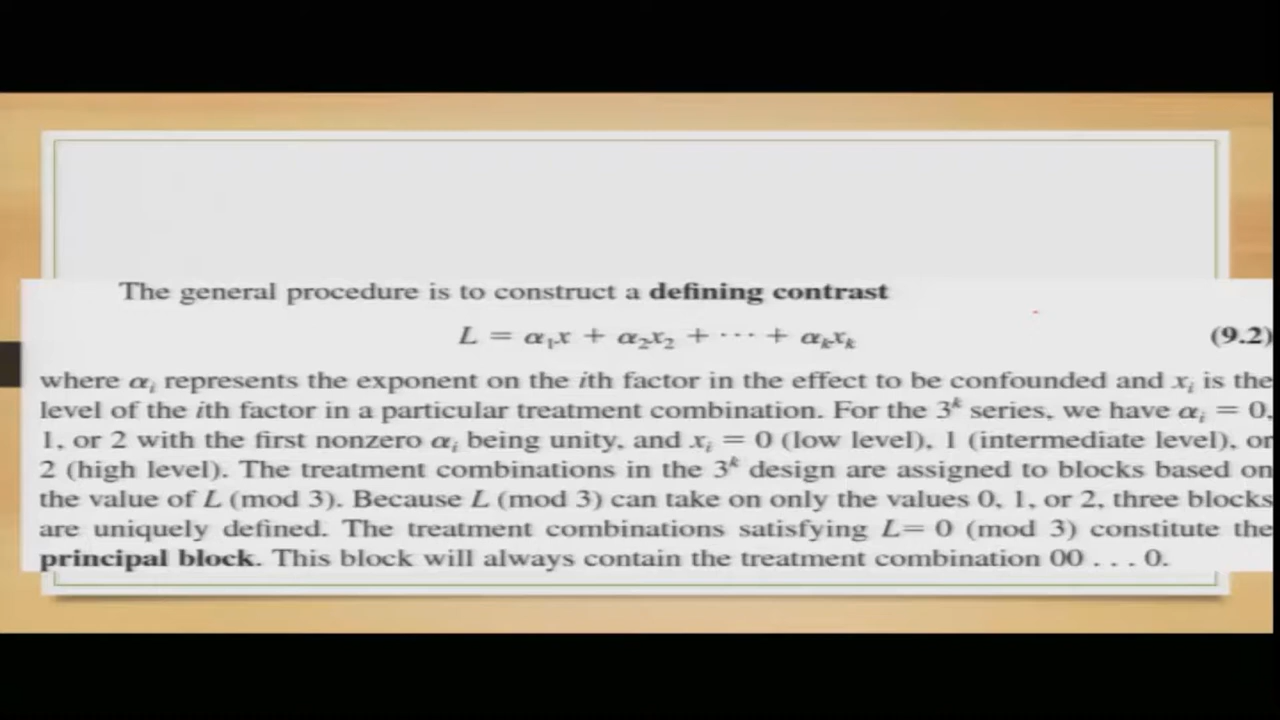 The general procedure is to construct a defining contrast
L = α₁x + α₂x₂ + ··· + αₖxₖ (9.2)
where αᵢ represents the exponent on the ith factor in the effect to be confounded and xᵢ is the
level of the ith factor in a particular treatment combination. For the 3ᵏ series, we have αᵢ = 0,
1, or 2 with the first nonzero αᵢ being unity, and xᵢ = 0 (low level), 1 (intermediate level), or
2 (high level). The treatment combinations in the 3ᵏ design are assigned to blocks based on
the value of L (mod 3). Because L (mod 3) can take on only the values 0, 1, or 2, three blocks
are uniquely defined. The treatment combinations satisfying L= 0 (mod 3) constitute the
principal block. This block will always contain the treatment combination 00 . . . 0.